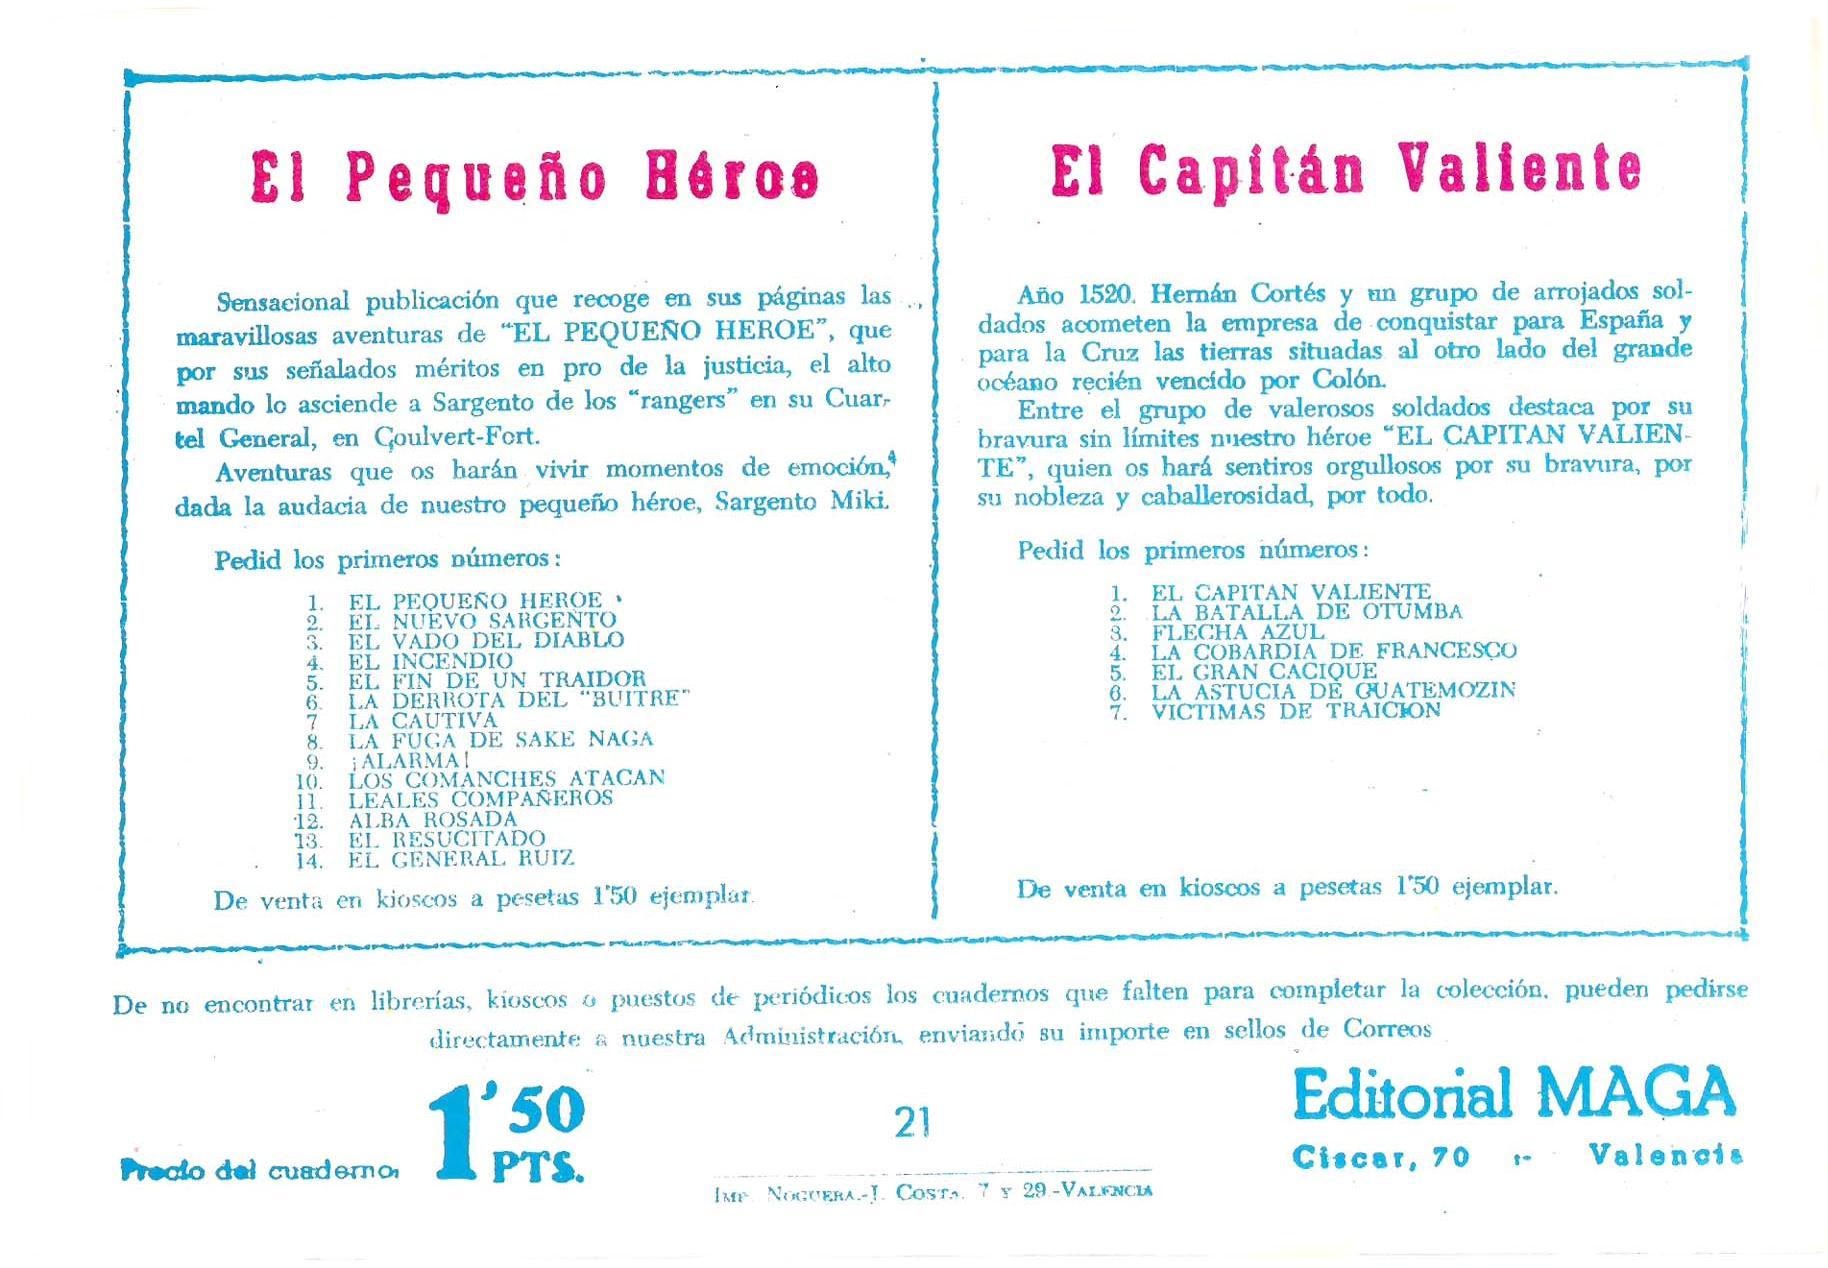 El Pequeño Héroe
Sensacional publicación que recoge en sus páginas las
maravillosas aventuras de “EL PEQUEÑO HEROE”, que
por sus señalados méritos en pro de la justicia, el alto
mando lo asciende a Sargento de los “rangers” en su Cuar-
tel General, en Çoulvert-Fort.
Aventuras que os harán vivir momentos de emoción,
dada la audacia de nuestro pequeño héroe, Sargento Miki.
Pedid los primeros números:
1. EL PEQUEÑO HEROE
2. EL NUEVO SARGENTO
3. EL VADO DEL DIABLO
4. EL INCENDIO
5. EL FIN DE UN TRAIDOR
6. LA DERROTA DEL “BUITRE”
7 LA CAUTIVA
8. LA FUGA DE SAKE NAGA
9. ¡ALARMA!
10. LOS COMANCHES ATACAN
11. LEALES COMPAÑEROS
12. ALBA ROSADA
13. EL RESUCITADO
14. EL GENERAL RUIZ
De venta en kioscos a pesetas 1'50 ejemplar.
El Capitán Valiente
Año 1520. Hernán Cortés y un grupo de arrojados sol-
dados acometen la empresa de conquistar para España y
para la Cruz las tierras situadas al otro lado del grande
océano recién vencido por Colón.
Entre el grupo de valerosos soldados destaca por su
bravura sin límites nuestro héroe “EL CAPITAN VALIEN-
TE”, quien os hará sentiros orgullosos por su bravura, por
su nobleza y caballerosidad, por todo.
Pedid los primeros números:
1. EL CAPITAN VALIENTE
2. LA BATALLA DE OTUMBA
3. FLECHA AZUL
4. LA COBARDIA DE FRANCESCO
5. EL GRAN CACIQUE
6. LA ASTUCIA DE GUATEMOZIN
7. VICTIMAS DE TRAICION
De venta en kioscos a pesetas 1'50 ejemplar.
De no encontrar en librerías, kioscos o puestos de periódicos los cuadernos que falten para completar la colección, pueden pedirse
directamente a nuestra Administración, enviando su importe en sellos de Correos
Precio del cuaderno, 1'50 PTS.
21
Imp. Noguera.-J. Costa, 7 y 29.-Valencia
Editorial MAGA
Ciscar, 70 :- Valencia